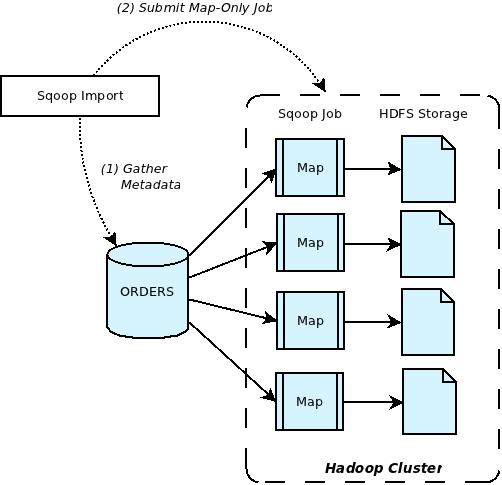 (2) Submit Map-Only Job
Sqoop Import
Sqoop Job
HDFS Storage
(1) Gather
Metadata
Map
Map
ORDERS
Map
Map
Hadoop Cluster